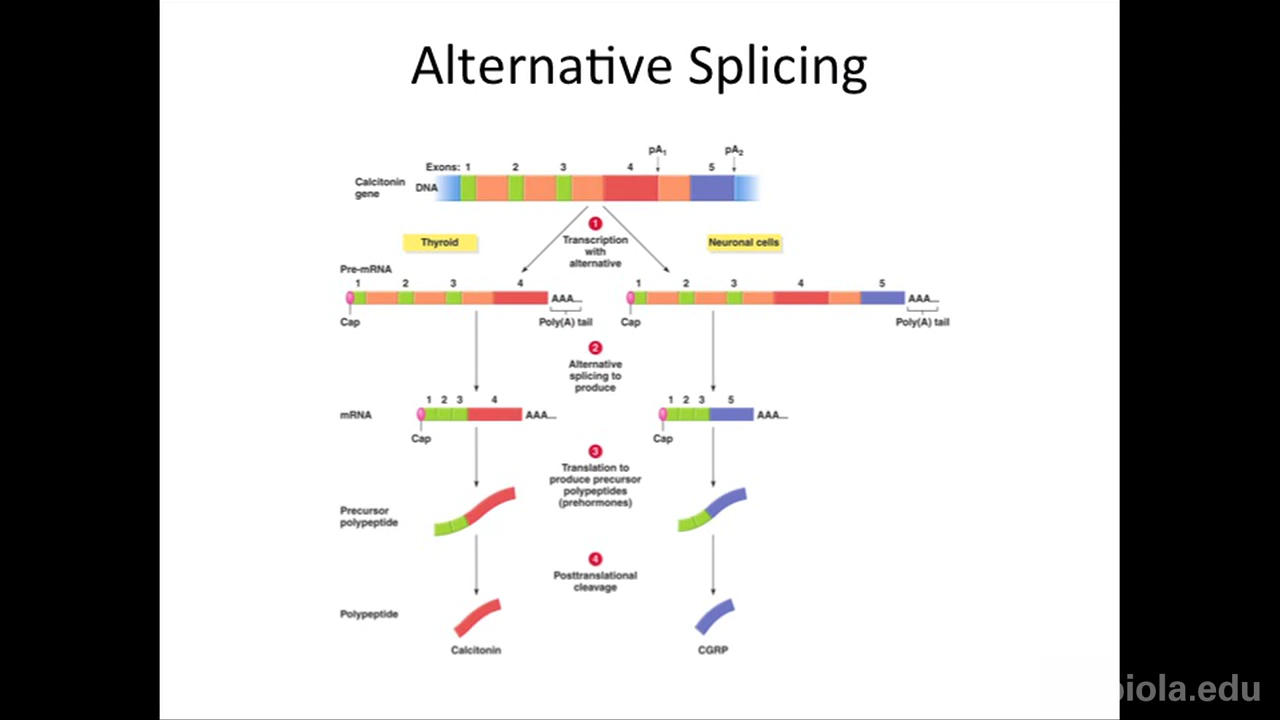 Alternative Splicing
pA1
pA2
Exons: 1 2 3 4 5
Calcitonin
gene
DNA
1
Transcription
with
alternative
Thyroid
Neuronal cells
Pre-mRNA
1 2 3 4
AAA...
Cap
Poly(A) tail
1 2 3 4 5
AAA...
Cap
Poly(A) tail
2
Alternative
splicing to
produce
mRNA
1 2 3 4
AAA...
Cap
1 2 3 5
AAA...
Cap
3
Translation to
produce precursor
polypeptides
(prehormones)
Precursor
polypeptide
4
Posttranslational
cleavage
Polypeptide
Calcitonin
CGRP
biola.edu